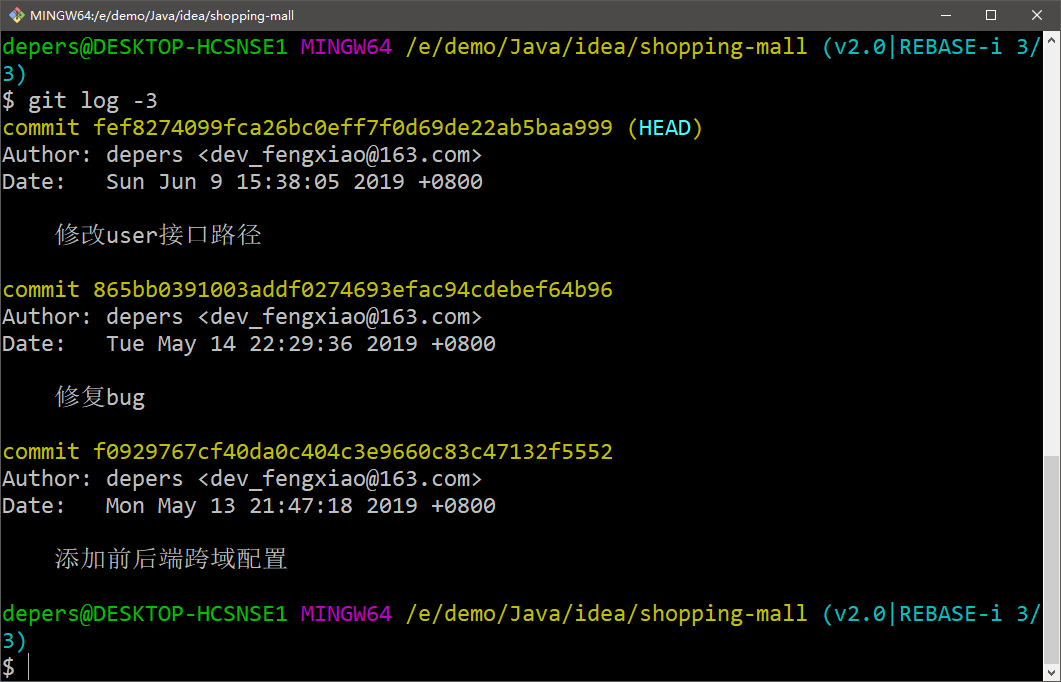 MINGW64:/e/demo/Java/idea/shopping-mall
depers@DESKTOP-HCSNSE1 MINGW64 /e/demo/Java/idea/shopping-mall (v2.0|REBASE-i 3/
3)
$ git log -3
commit fef8274099fca26bc0eff7f0d69de22ab5baa999 (HEAD)
Author: depers <dev_fengxiao@163.com>
Date:   Sun Jun 9 15:38:05 2019 +0800
修改user接口路径
commit 865bb0391003addf0274693efac94cdebef64b96
Author: depers <dev_fengxiao@163.com>
Date:   Tue May 14 22:29:36 2019 +0800
修复bug
commit f0929767cf40da0c404c3e9660c83c47132f5552
Author: depers <dev_fengxiao@163.com>
Date:   Mon May 13 21:47:18 2019 +0800
添加前后端跨域配置
depers@DESKTOP-HCSNSE1 MINGW64 /e/demo/Java/idea/shopping-mall (v2.0|REBASE-i 3/
3)
$